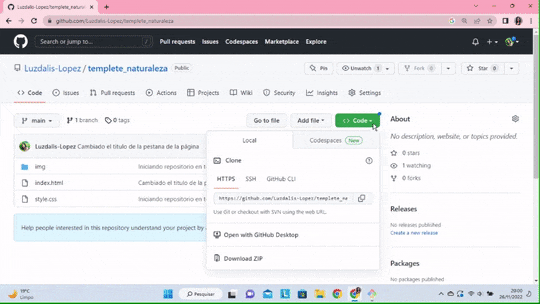 Luzdalis-Lopez/templete_naturaleza
github.com/Luzdalis-Lopez/templete_naturaleza
Search or jump to... / Pull requests Issues Codespaces Marketplace Explore
Luzdalis-Lopez / templete_naturaleza Public
Pin Unwatch 1 Fork 0 Star 0
Code Issues Pull requests Actions Projects Wiki Security Insights Settings
main 1 branch 0 tags Go to file Add file Code
About
No description, website, or topics provided.
0 stars
1 watching
0 forks
Releases
No releases published
Create a new release
Packages
No packages published
Luzdalis-Lopez Cambiado el título de la pestana de la página
img Iniciando repositorio en
index.html Cambiado el título de
style.css Iniciando repositorio en
Help people interested in this repository understand your project by
Local Codespaces New
Clone
HTTPS SSH GitHub CLI
https://github.com/Luzdalis-Lopez/templete_na
Use Git or checkout with SVN using the web URL.
Open with GitHub Desktop
Download ZIP
19°C
Limpo
Pesquisar
20:00
26/11/2022